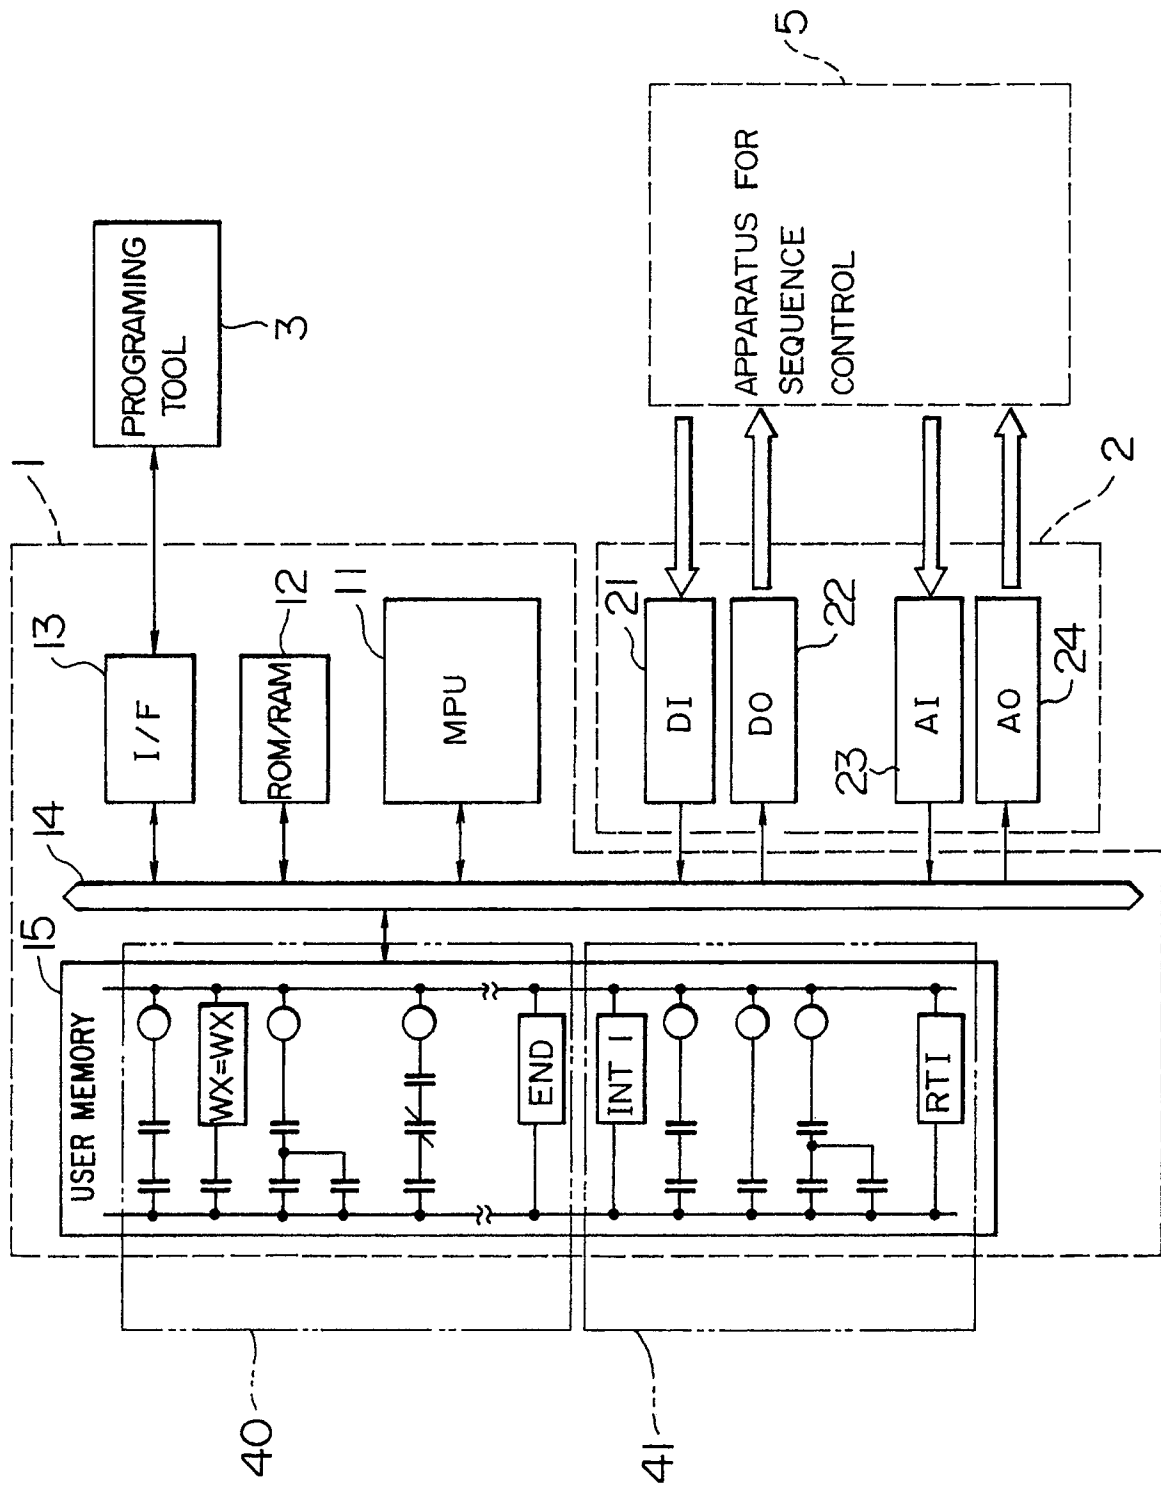 1
13
I/F
PROGRAMING
TOOL
3
12
ROM/RAM
11
MPU
14
15
USER MEMORY
WX=WX
END
INT 1
RTI
40
41
21
DI
22
DO
23
AI
24
AO
2
5
APPARATUS FOR
SEQUENCE
CONTROL